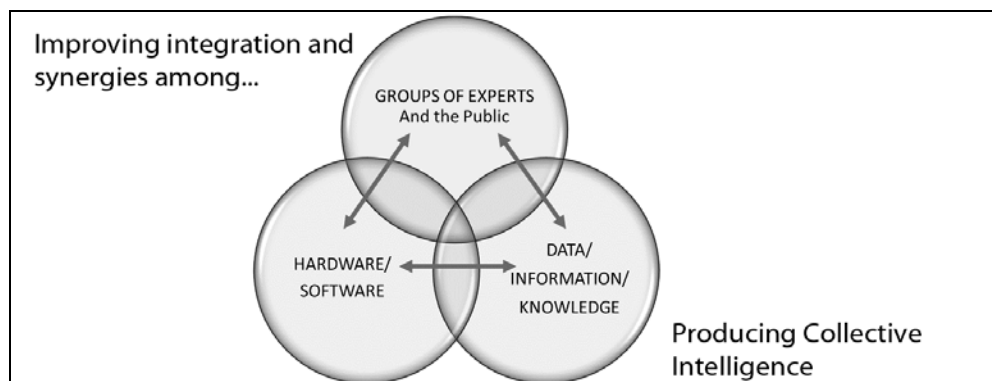 Improving integration and
synergies among...
GROUPS OF EXPERTS
And the Public
HARDWARE/
SOFTWARE
DATA/
INFORMATION/
KNOWLEDGE
Producing Collective
Intelligence